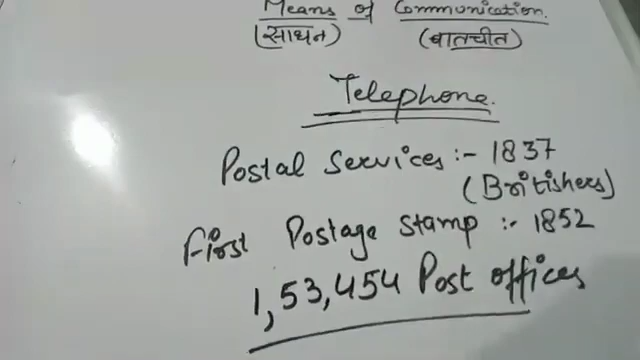 Means of Communication.
(साधन) (बातचीत)
Telephone.
Postal Services :- 1837
(Britishers)
First Postage Stamp :- 1852
1,53,454 Post offices